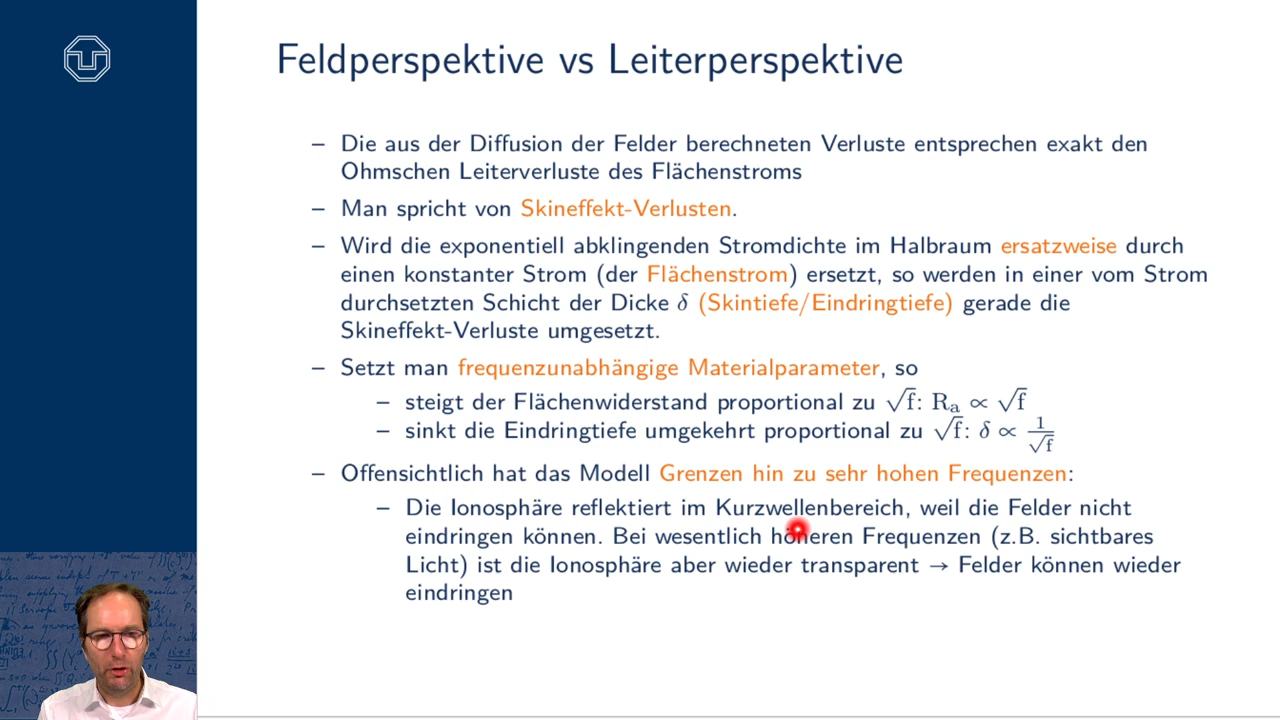 Feldperspektive vs Leiterperspektive
– Die aus der Diffusion der Felder berechneten Verluste entsprechen exakt den
Ohmschen Leiterverluste des Flächenstroms
– Man spricht von Skineffekt-Verlusten.
– Wird die exponentiell abklingenden Stromdichte im Halbraum ersatzweise durch
einen konstanter Strom (der Flächenstrom) ersetzt, so werden in einer vom Strom
durchsetzten Schicht der Dicke δ (Skintiefe/Eindringtiefe) gerade die
Skineffekt-Verluste umgesetzt.
– Setzt man frequenzunabhängige Materialparameter, so
– steigt der Flächenwiderstand proportional zu √f: Rₐ ∝ √f
– sinkt die Eindringtiefe umgekehrt proportional zu √f: δ ∝ 1/√f
– Offensichtlich hat das Modell Grenzen hin zu sehr hohen Frequenzen:
– Die Ionosphäre reflektiert im Kurzwellenbereich, weil die Felder nicht
eindringen können. Bei wesentlich höheren Frequenzen (z.B. sichtbares
Licht) ist die Ionosphäre aber wieder transparent → Felder können wieder
eindringen